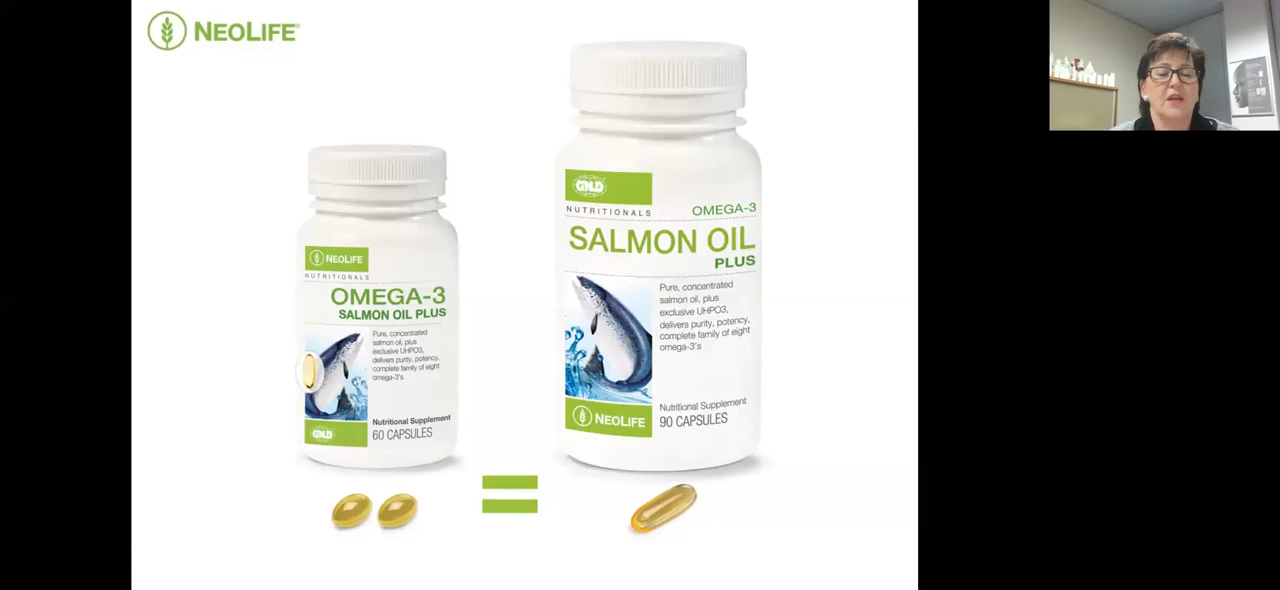 NEOLIFE®
NEOLIFE
NUTRITIONALS
OMEGA-3
SALMON OIL PLUS
Pure, concentrated
salmon oil, plus
exclusive UHPO3,
delivers purity, potency,
complete family of eight
omega-3's
Nutritional Supplement
60 CAPSULES
GNLD
GNLD
NUTRITIONALS
OMEGA-3
SALMON OIL
PLUS
Pure, concentrated
salmon oil, plus
exclusive UHPO3,
delivers purity, potency,
complete family of eight
omega-3's
Nutritional Supplement
90 CAPSULES
NEOLIFE